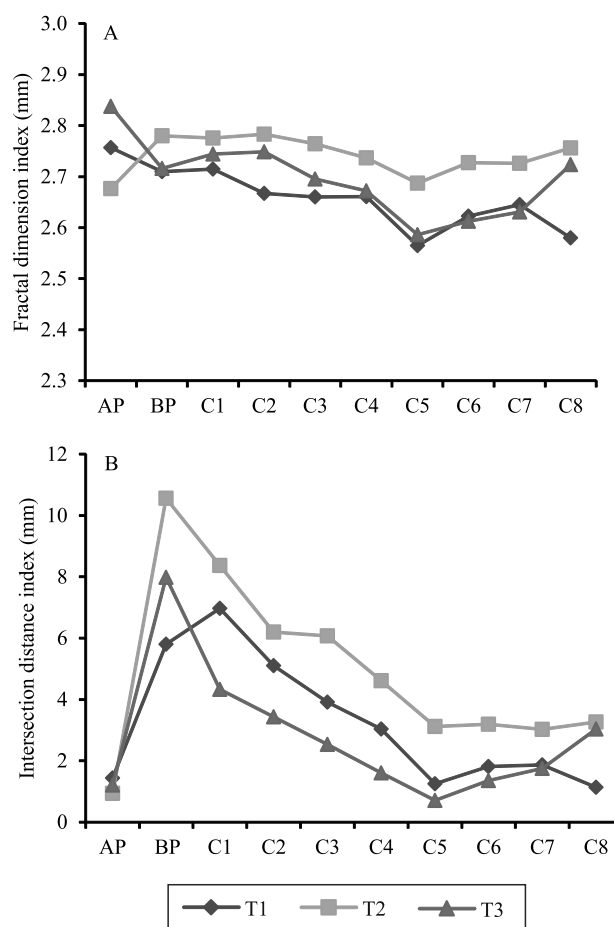 A
Fractal dimension index (mm)
3.0
2.9
2.8
2.7
2.6
2.5
2.4
2.3
AP BP C1 C2 C3 C4 C5 C6 C7 C8
B
Intersection distance index (mm)
12
10
8
6
4
2
0
AP BP C1 C2 C3 C4 C5 C6 C7 C8
T1 T2 T3